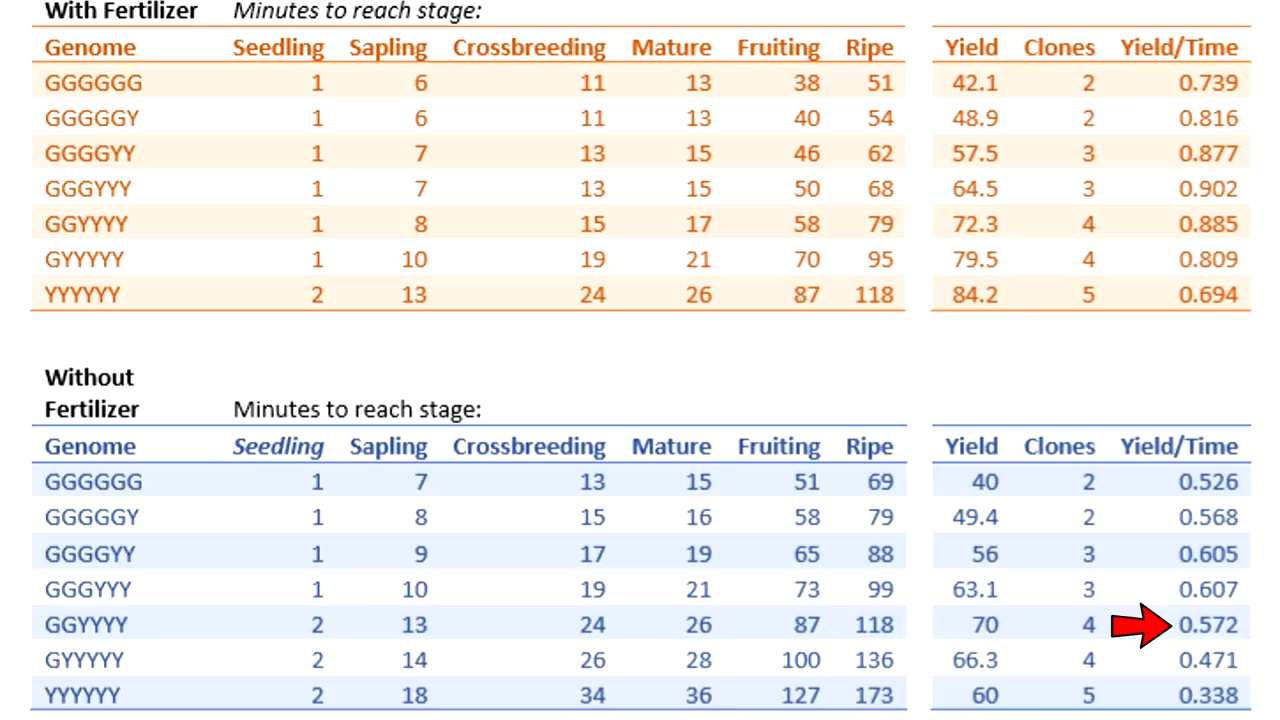 With Fertilizer Minutes to reach stage:
Genome Seedling Sapling Crossbreeding Mature Fruiting Ripe Yield Clones Yield/Time
GGGGGG 1 6 11 13 38 51 42.1 2 0.739
GGGGGY 1 6 11 13 40 54 48.9 2 0.816
GGGGYY 1 7 13 15 46 62 57.5 3 0.877
GGGYYY 1 7 13 15 50 68 64.5 3 0.902
GGYYYY 1 8 15 17 58 79 72.3 4 0.885
GYYYYY 1 10 19 21 70 95 79.5 4 0.809
YYYYYY 2 13 24 26 87 118 84.2 5 0.694
Without
Fertilizer Minutes to reach stage:
Genome Seedling Sapling Crossbreeding Mature Fruiting Ripe Yield Clones Yield/Time
GGGGGG 1 7 13 15 51 69 40 2 0.526
GGGGGY 1 8 15 16 58 79 49.4 2 0.568
GGGGYY 1 9 17 19 65 88 56 3 0.605
GGGYYY 1 10 19 21 73 99 63.1 3 0.607
GGYYYY 2 13 24 26 87 118 70 4 0.572
GYYYYY 2 14 26 28 100 136 66.3 4 0.471
YYYYYY 2 18 34 36 127 173 60 5 0.338